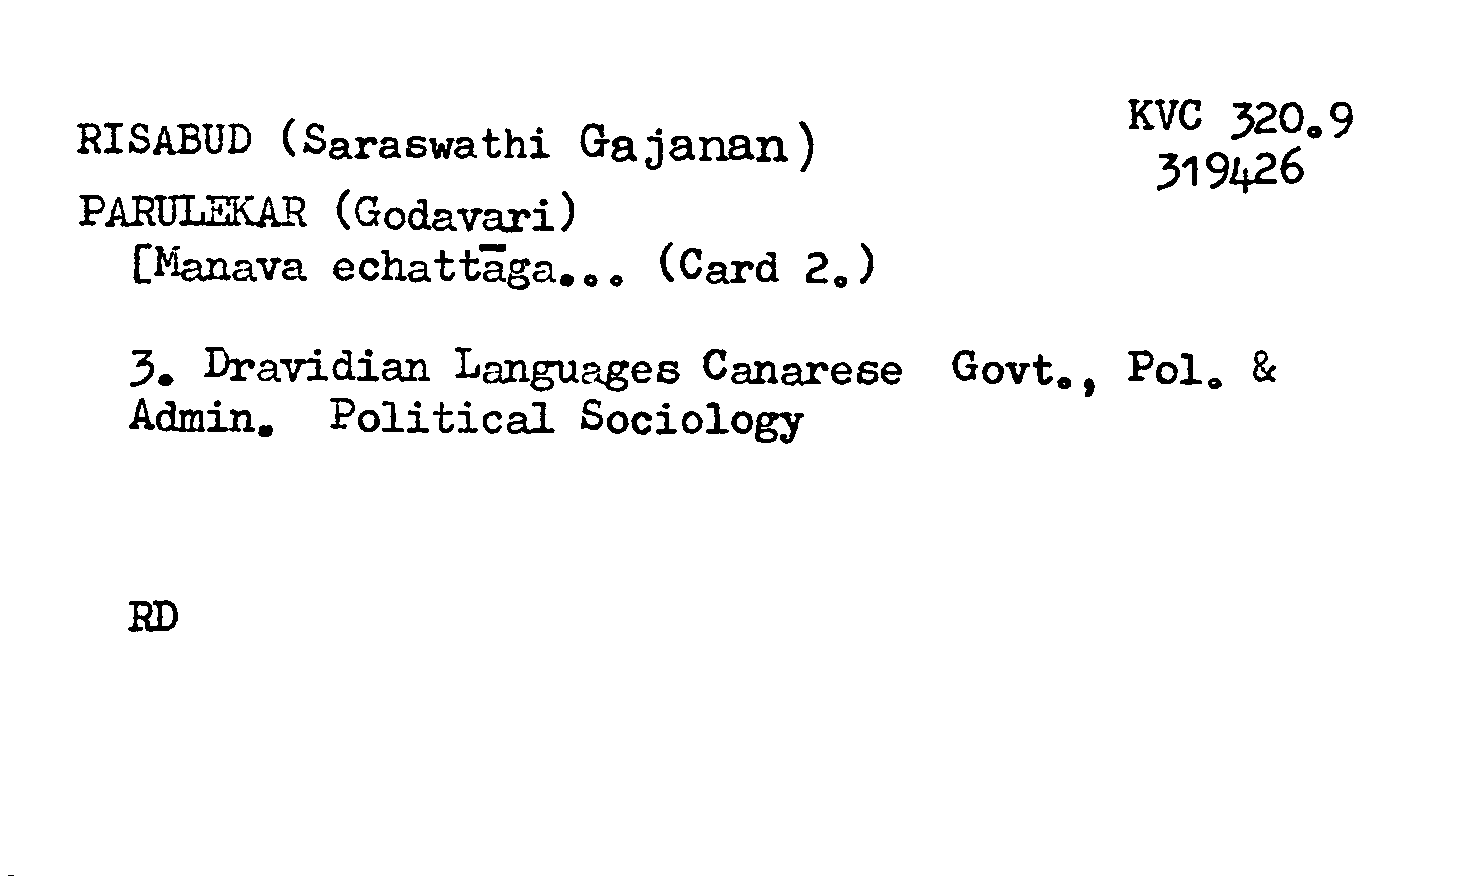 KVC 320.9
319426
RISABUD (Saraswathi Gajanan)
PARULEKAR (Godavari)
[Manava echattāga... (Card 2.)
3. Dravidian Languages Canarese Govt., Pol. &
Admin. Political Sociology
RD